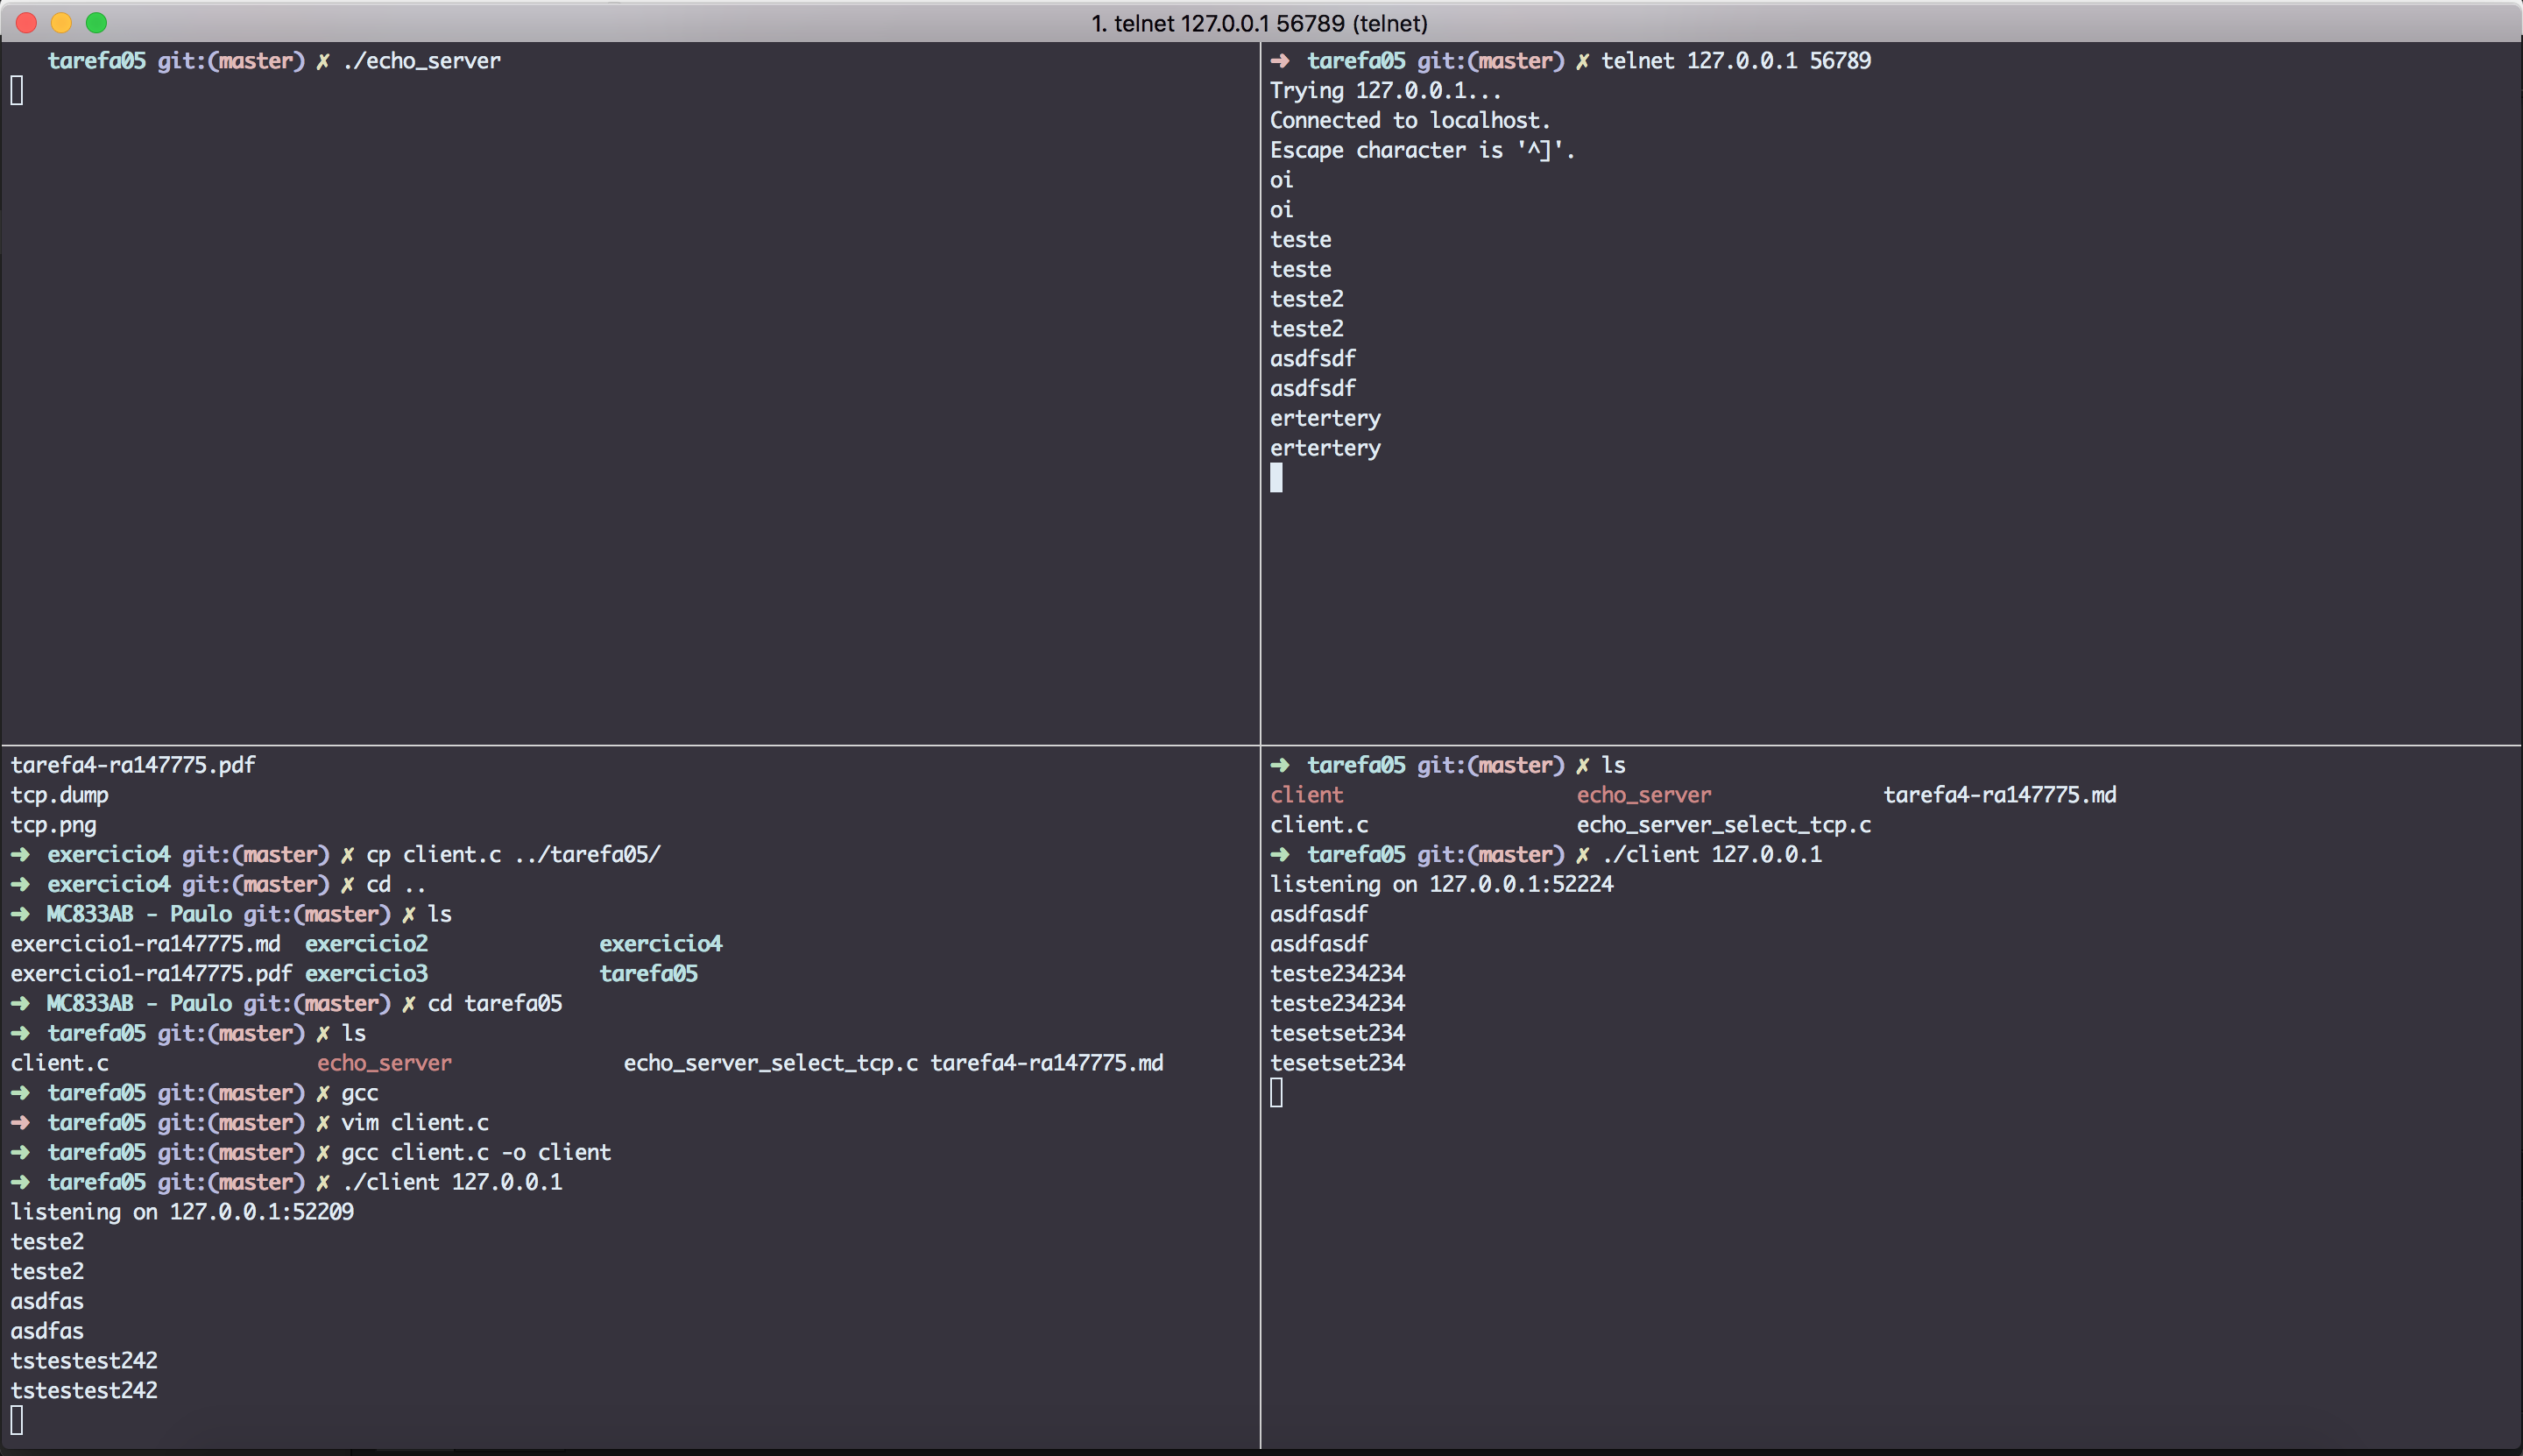 1. telnet 127.0.0.1 56789 (telnet)
tarefa05 git:(master) ✗ ./echo_server
➜ tarefa05 git:(master) ✗ telnet 127.0.0.1 56789
Trying 127.0.0.1...
Connected to localhost.
Escape character is '^]'.
oi
oi
teste
teste
teste2
teste2
asdfsdf
asdfsdf
ertertery
ertertery
tarefa4-ra147775.pdf
tcp.dump
tcp.png
➜ exercicio4 git:(master) ✗ cp client.c ../tarefa05/
➜ exercicio4 git:(master) ✗ cd ..
➜ MC833AB - Paulo git:(master) ✗ ls
exercicio1-ra147775.md exercicio2 exercicio4
exercicio1-ra147775.pdf exercicio3 tarefa05
➜ MC833AB - Paulo git:(master) ✗ cd tarefa05
➜ tarefa05 git:(master) ✗ ls
client.c echo_server echo_server_select_tcp.c tarefa4-ra147775.md
➜ tarefa05 git:(master) ✗ gcc
➜ tarefa05 git:(master) ✗ vim client.c
➜ tarefa05 git:(master) ✗ gcc client.c -o client
➜ tarefa05 git:(master) ✗ ./client 127.0.0.1
listening on 127.0.0.1:52209
teste2
teste2
asdfas
asdfas
tstestest242
tstestest242
➜ tarefa05 git:(master) ✗ ls
client echo_server tarefa4-ra147775.md
client.c echo_server_select_tcp.c
➜ tarefa05 git:(master) ✗ ./client 127.0.0.1
listening on 127.0.0.1:52224
asdfasdf
asdfasdf
teste234234
teste234234
tesetset234
tesetset234